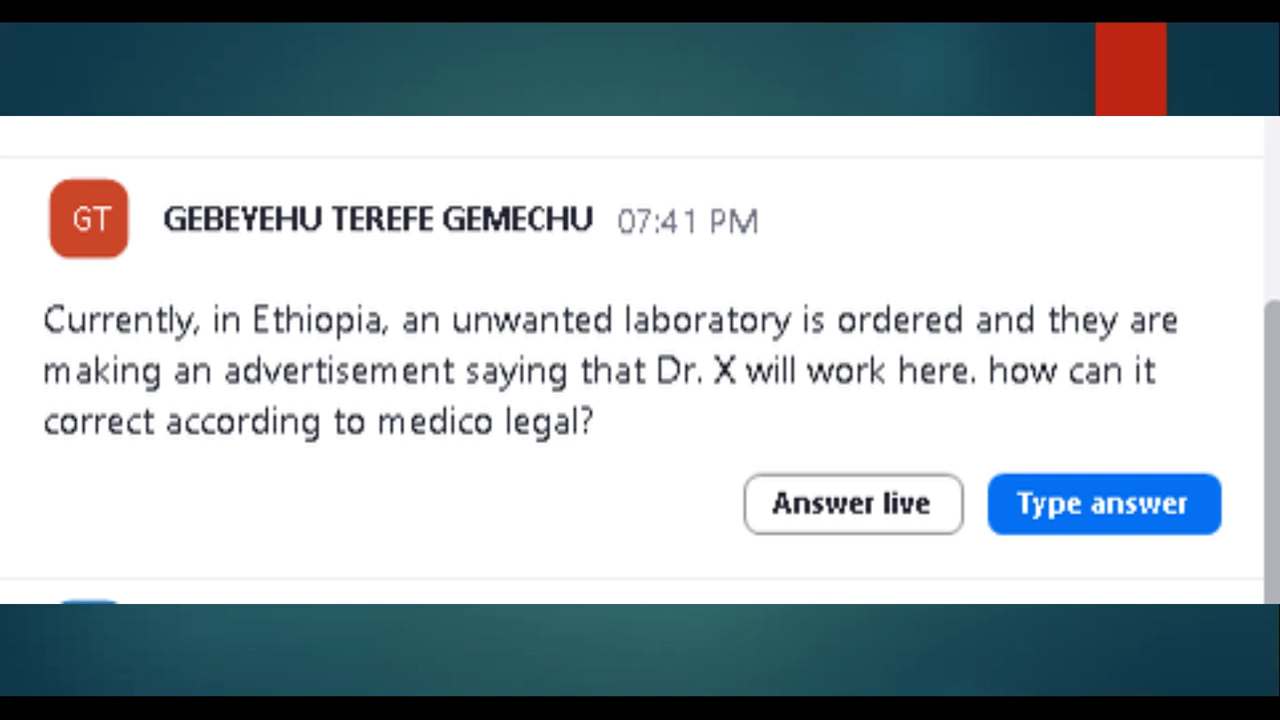 GT
GEBEYEHU TEREFE GEMECHU 07:41 PM
Currently, in Ethiopia, an unwanted laboratory is ordered and they are
making an advertisement saying that Dr. X will work here. how can it
correct according to medico legal?
Answer live Type answer